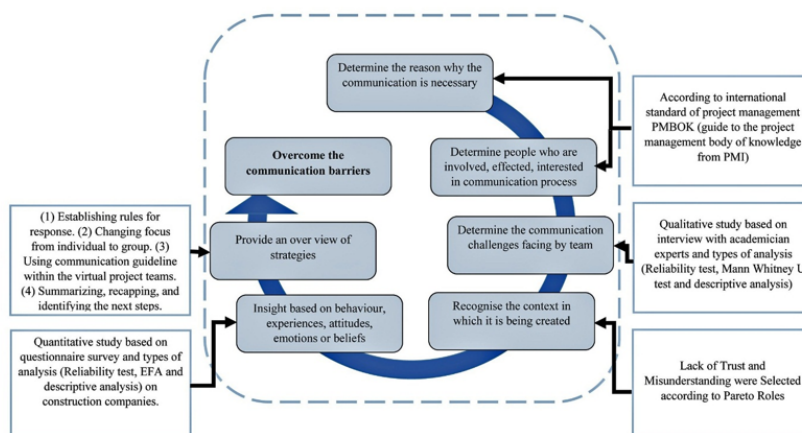 Determine the reason why the
communication is necessary
According to international
standard of project management
PMBOK (guide to the project
management body of knowledge
from PMI)
Overcome the
communication barriers
Determine people who are
involved, effected, interested
in communication process
(1) Establishing rules for
response. (2) Changing focus
from individual to group. (3)
Using communication guideline
within the virtual project teams.
(4) Summarizing, recapping, and
identifying the next steps.
Provide an over view of
strategies
Determine the communication
challenges facing by team
Qualitative study based on
interview with academician
experts and types of analysis
(Reliability test, Mann Whitney U
test and descriptive analysis)
Insight based on behaviour,
experiences, attitudes,
emotions or beliefs
Recognise the context in
which it is being created
Quantitative study based on
questionnaire survey and types of
analysis (Reliability test, EFA and
descriptive analysis) on
construction companies.
Lack of Trust and
Misunderstanding were Selected
according to Pareto Roles